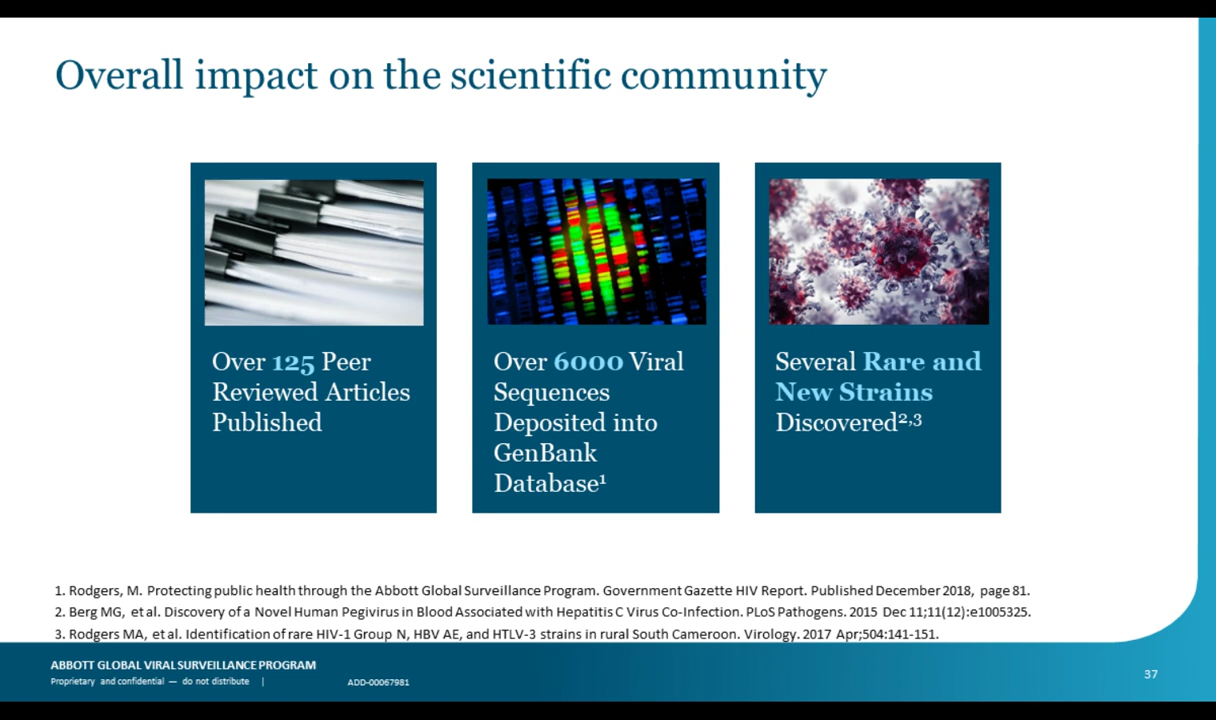 Overall impact on the scientific community
Over 125 Peer
Reviewed Articles
Published
Over 6000 Viral
Sequences
Deposited into
GenBank
Database¹
Several Rare and
New Strains
Discovered²,³
1. Rodgers, M. Protecting public health through the Abbott Global Surveillance Program. Government Gazette HIV Report. Published December 2018, page 81.
2. Berg MG, et al. Discovery of a Novel Human Pegivirus in Blood Associated with Hepatitis C Virus Co-Infection. PLoS Pathogens. 2015 Dec 11;11(12):e1005325.
3. Rodgers MA, et al. Identification of rare HIV-1 Group N, HBV AE, and HTLV-3 strains in rural South Cameroon. Virology. 2017 Apr;504:141-151.
ABBOTT GLOBAL VIRAL SURVEILLANCE PROGRAM
Proprietary and confidential — do not distribute | ADD-00067981
37